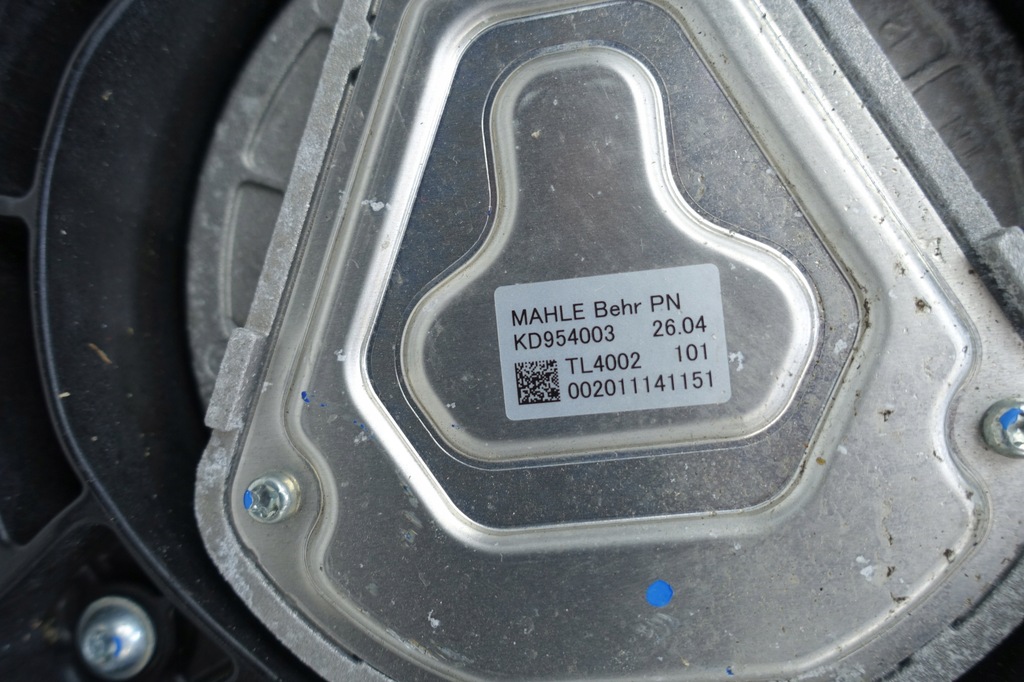 MAHLE Behr PN
KD954003 26.04
TL4002 101
002011141151